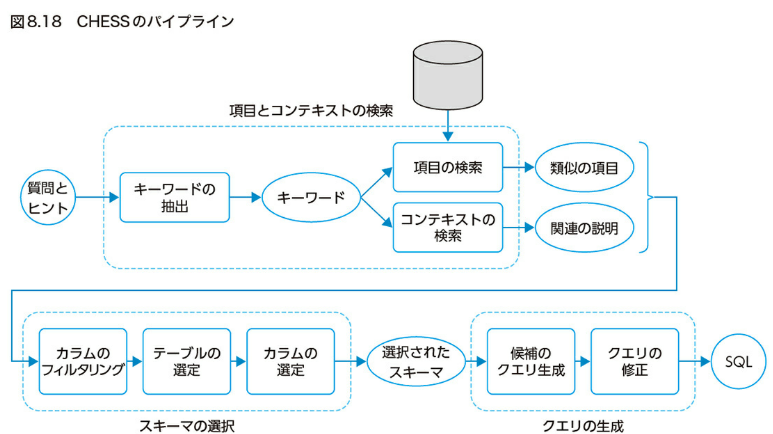 図8.18 CHESSのパイプライン
項目とコンテキストの検索
質問と
ヒント
キーワードの
抽出
キーワード
項目の検索
類似の項目
コンテキストの
検索
関連の説明
カラムの
フィルタリング
テーブルの
選定
カラムの
選定
選択された
スキーマ
候補の
クエリ生成
クエリの
修正
SQL
スキーマの選択
クエリの生成